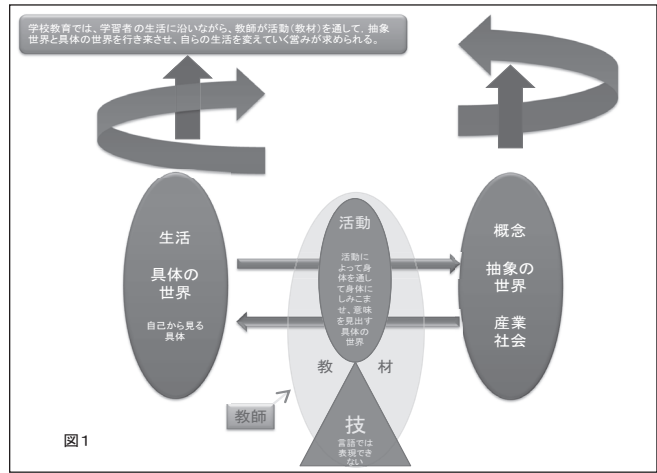 学校教育では、学習者の生活に沿いながら、教師が活動(教材)を通して、抽象
世界と具体の世界を行き来させ、自らの生活を変えていく営みが求められる。
生活
具体の
世界
自己から見る
具体
活動
活動に
よって身
体を通し
て身体に
しみこま
せ、意味
を見出す
具体の
世界
概念
抽象の
世界
産業
社会
教 材
教師
技
言語では
表現でき
ない
図1